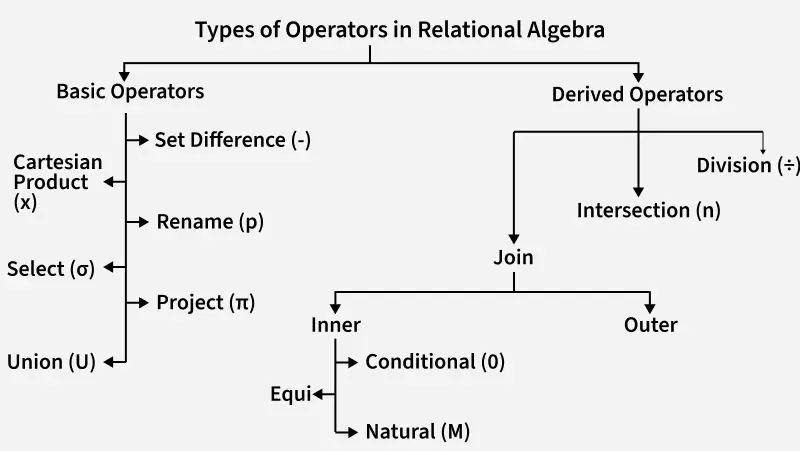 Types of Operators in Relational Algebra
Basic Operators
Derived Operators
Set Difference (-)
Cartesian
Product
(x)
Division (÷)
Rename (p)
Intersection (n)
Join
Select (σ)
Project (π)
Inner
Outer
Union (U)
Conditional (0)
Equi
Natural (M)